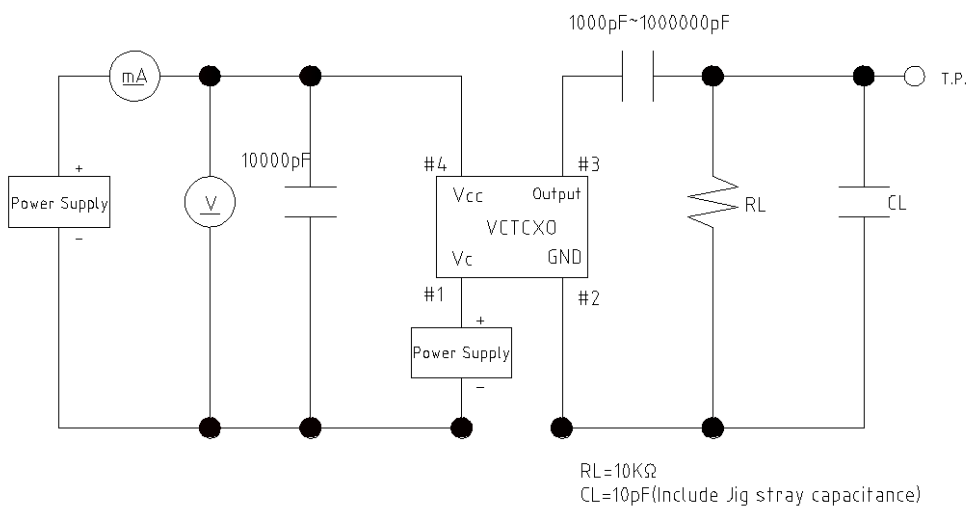 1000pF~1000000pF
mA
T.P.
10000pF
#4
#3
+
Power Supply
-
V
Vcc
Output
VCTCXO
Vc
GND
RL
CL
#1
#2
+
Power Supply
-
RL=10KΩ
CL=10pF(Include Jig stray capacitance)